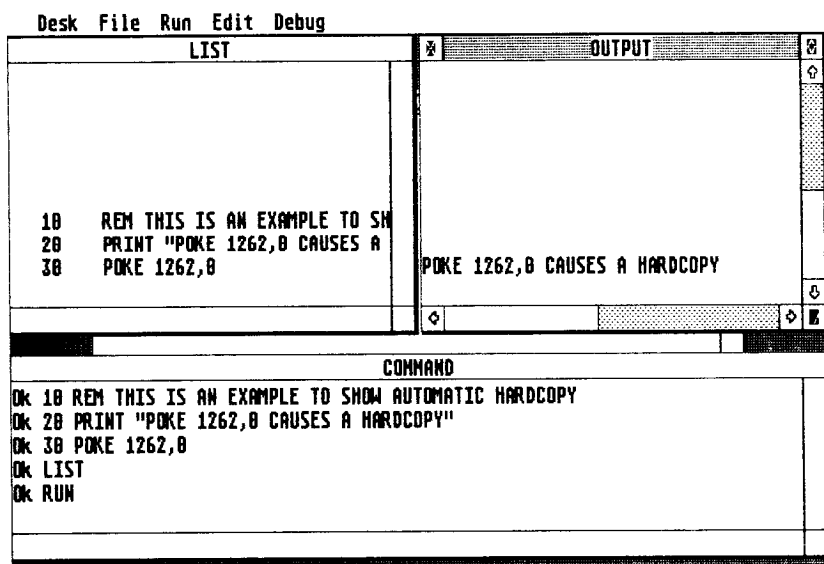 Desk File Run Edit Debug
LIST
10 REM THIS IS AN EXAMPLE TO SH
20 PRINT "POKE 1262,0 CAUSES A
30 POKE 1262,0
OUTPUT
POKE 1262,0 CAUSES A HARDCOPY
COMMAND
Ok 10 REM THIS IS AN EXAMPLE TO SHOW AUTOMATIC HARDCOPY
Ok 20 PRINT "POKE 1262,0 CAUSES A HARDCOPY"
Ok 30 POKE 1262,0
Ok LIST
Ok RUN